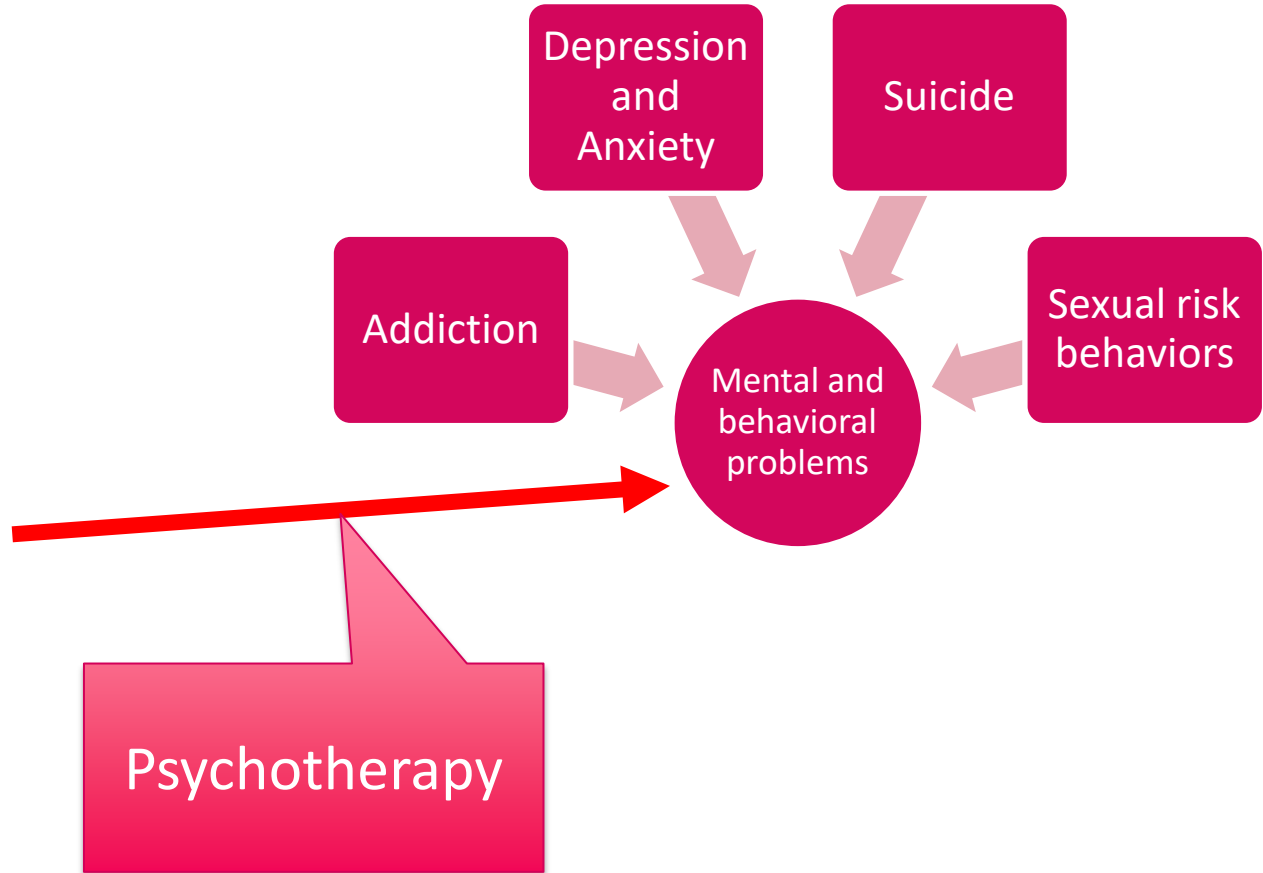 Depression
and
Anxiety
Suicide
Addiction
Sexual risk
behaviors
Mental and
behavioral
problems
Psychotherapy